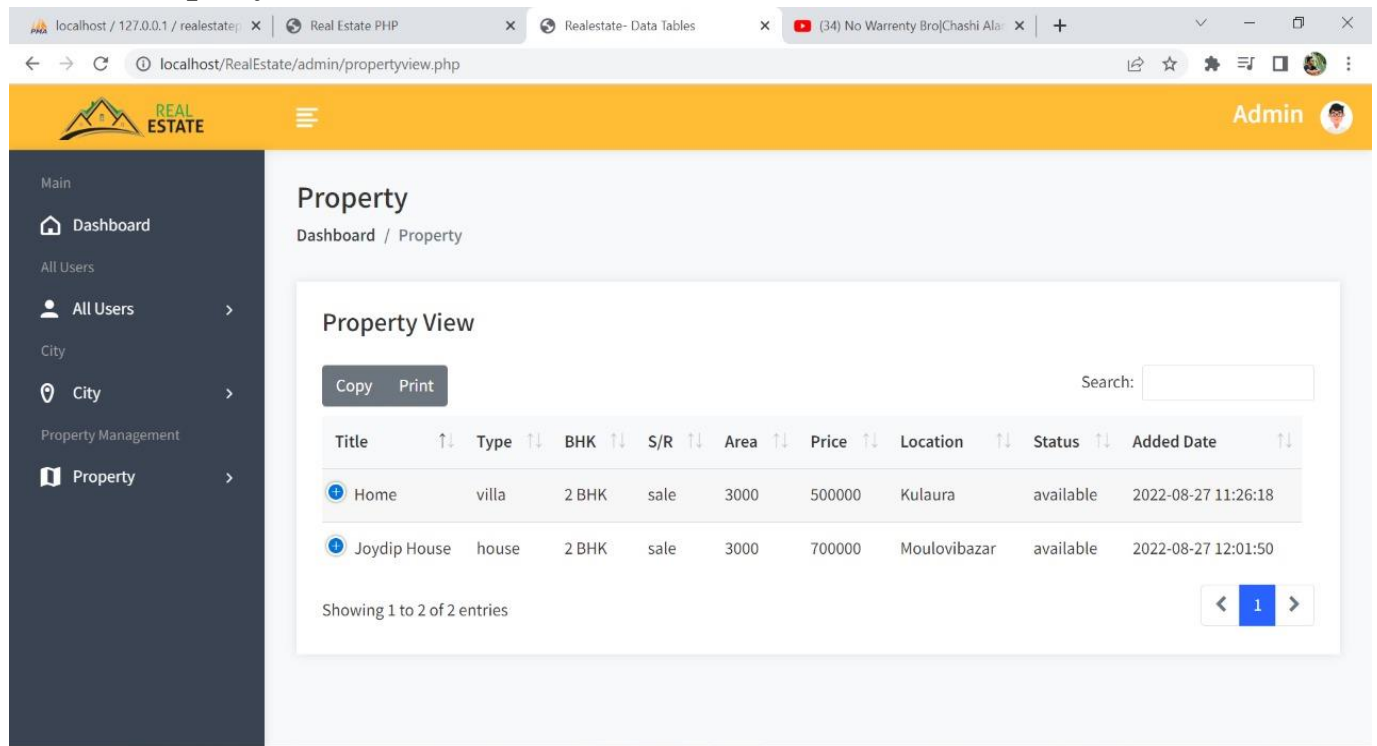 localhost / 127.0.0.1 / realestatep
Real Estate PHP
Realestate- Data Tables
(34) No Warrenty Bro|Chashi Ala
localhost/RealEstate/admin/propertyview.php
REAL
ESTATE
Admin
Main
Dashboard
All Users
All Users
City
City
Property Management
Property
Property
Dashboard / Property
Property View
Copy Print
Search:
Title Type BHK S/R Area Price Location Status Added Date
Home villa 2 BHK sale 3000 500000 Kulaura available 2022-08-27 11:26:18
Joydip House house 2 BHK sale 3000 700000 Moulovibazar available 2022-08-27 12:01:50
Showing 1 to 2 of 2 entries
1